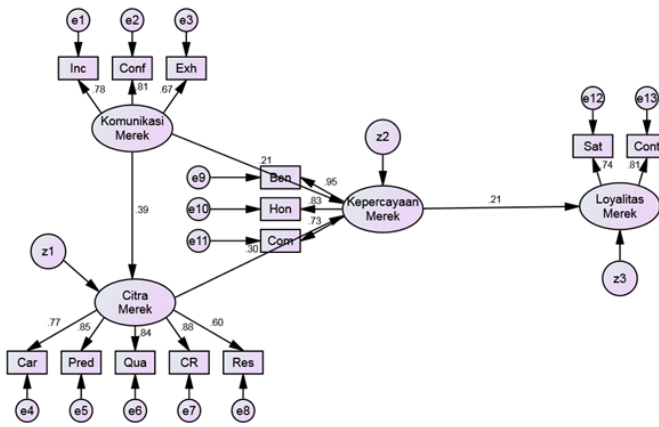 e1
e2
e3
Inc
Conf
Exh
.78
.81
.67
Komunikasi
Merek
e12
e13
Sat
Cont
.74
.81
z2
.21
e9
Ben
.95
e10
Hon
.83
e11
Com
.73
Kepercayaan
Merek
.21
Loyalitas
Merek
.39
.30
z1
z3
Citra
Merek
.77
.85
.84
.88
.60
Car
Pred
Qua
CR
Res
e4
e5
e6
e7
e8